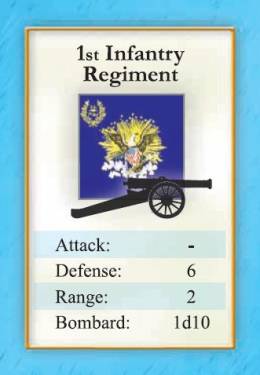 1st Infantry
Regiment
Attack: -
Defense: 6
Range: 2
Bombard: 1d10